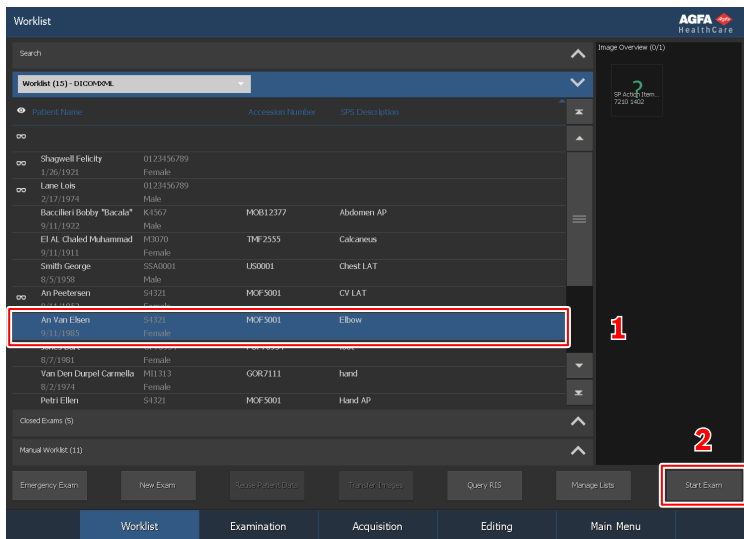 Worklist
AGFA
HealthCare
Search
Image Overview (0/1)
Worklist (15) - DICOMXML
?
SP Action Item...
7210 1402
Patient Name Accession Number SPS Description
Shagwell Felicity 0123456789
1/26/1921 Female
Lane Lois 0123456789
2/17/1974 Male
Baccilieri Bobby "Bacala" K4567 MOB12377 Abdomen AP
9/11/1922 Male
El AL Chaled Muhammad M3070 TMF2555 Calcaneus
9/11/1911 Female
Smith George SSA0001 US0001 Chest LAT
8/5/1958 Male
An Peetersen S4321 MOF5001 CV LAT
An Van Elsen S4321 MOF5001 Elbow
9/11/1985 Female
1
8/7/1981 Female
Van Den Durpel Carmella MI1313 GOR7111 hand
8/2/1974 Female
Petri Ellen S4321 MOF5001 Hand AP
Closed Exams (5)
Manual Worklist (11)
2
Emergency Exam New Exam Reuse Patient Data Transfer Images Query RIS Manage Lists Start Exam
Worklist Examination Acquisition Editing Main Menu